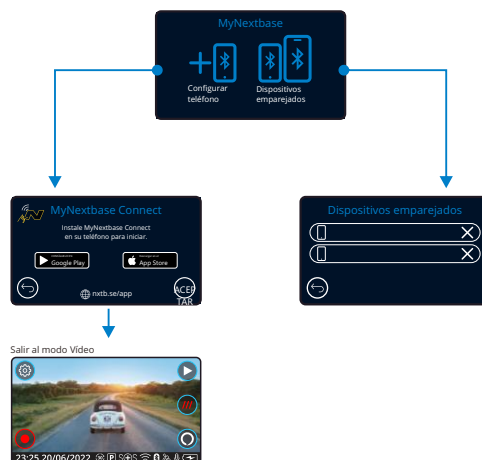 MyNextbase
Configurar
teléfono
Dispositivos
emparejados
MyNextbase Connect
Instale MyNextbase Connect
en su teléfono para iniciar.
Google Play
App Store
nxtb.se/app
ACEP
TAR
Dispositivos emparejados
Salir al modo Vídeo
23:25 20/06/2022 P SOS